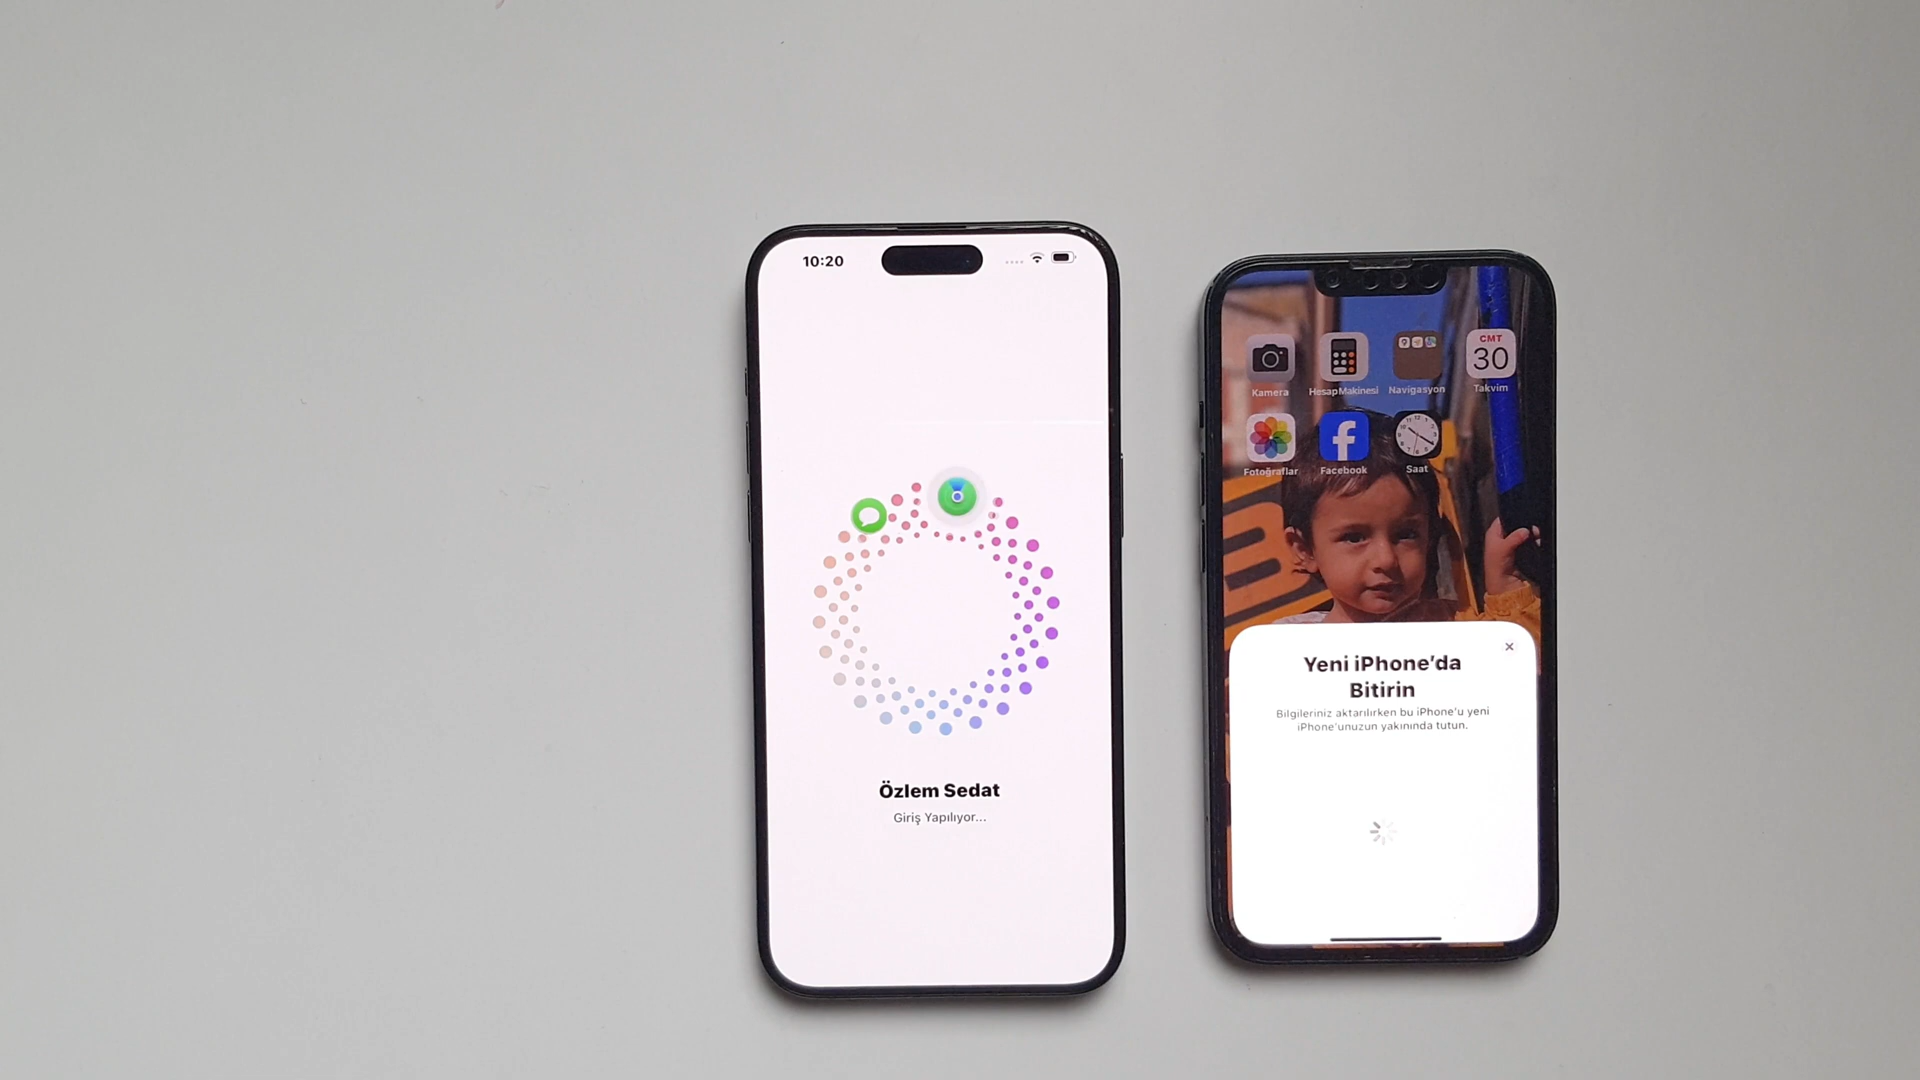 10:20
Özlem Sedat
Giriş Yapılıyor...
CMT
30
Kamera
Hesap Makinesi
Navigasyon
Takvim
Fotoğraflar
Facebook
Saat
Yeni iPhone'da
Bitirin
Bilgileriniz aktarılırken bu iPhone'u yeni
iPhone'unuzun yakınında tutun.